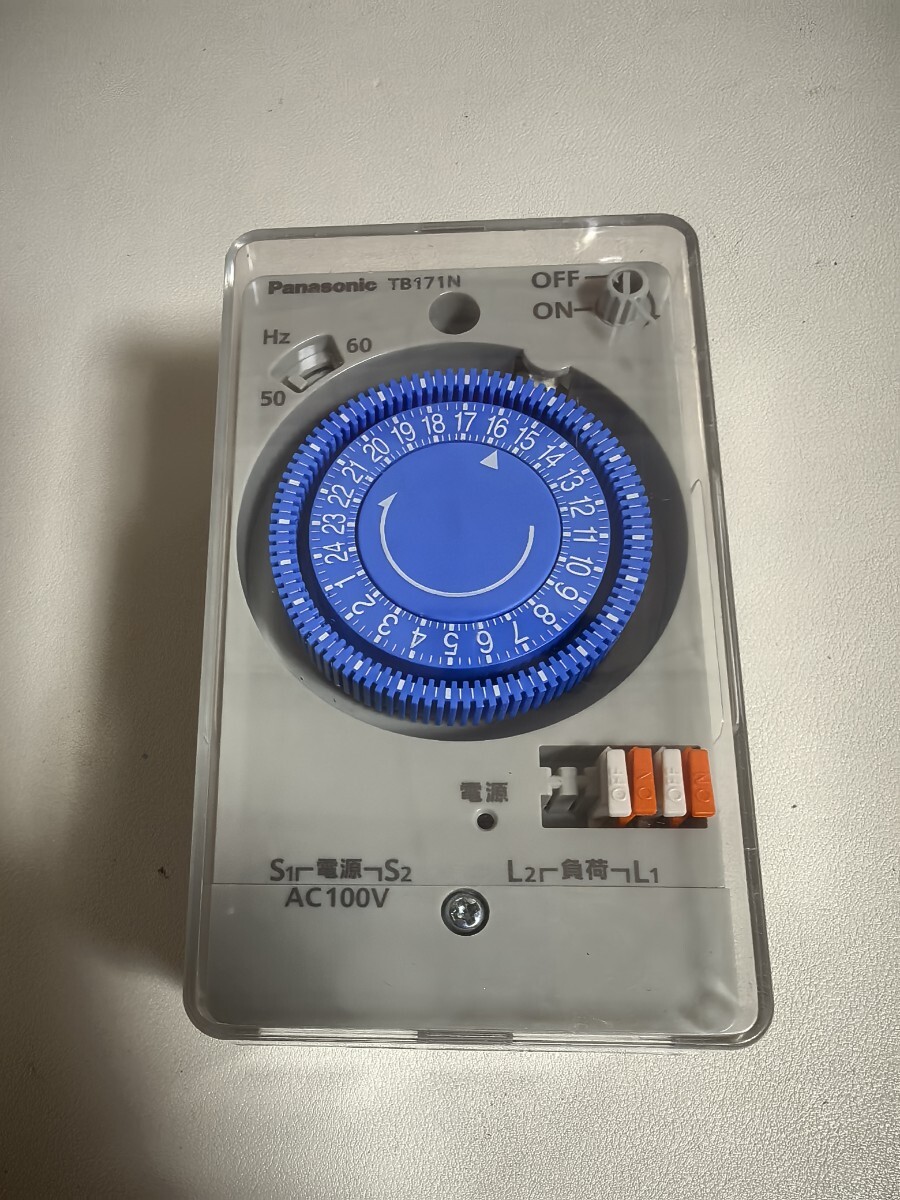 Panasonic TB171N
OFF
ON
Hz
60
50
1 2 3 4 5 6 7 8 9 10 11 12 13 14 15 16 17 18 19 20 21 22 23 24
OFF ON OFF ON
電源
S1 電源 S2
AC100V
L2 負荷 L1